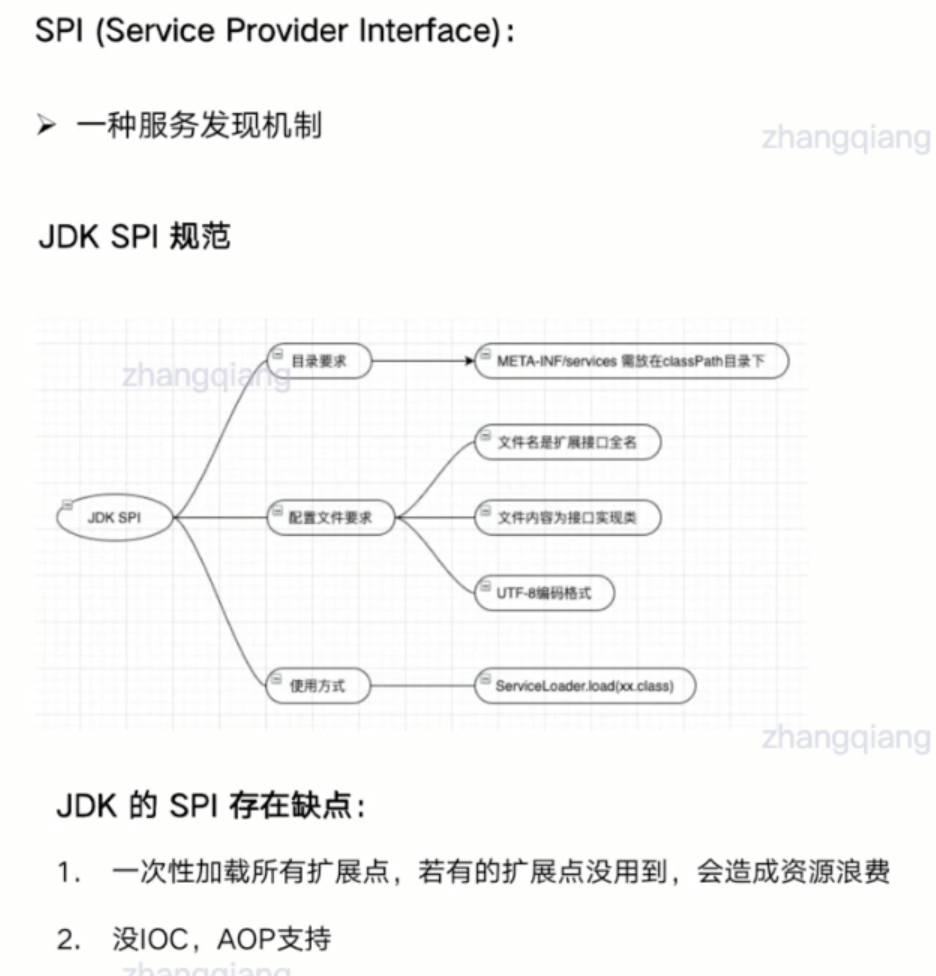 SPI (Service Provider Interface):
➢ 一种服务发现机制
zhangqiang
JDK SPI 规范
目录要求
META-INF/services 需放在classPath目录下
zhangqiang
文件名是扩展接口全名
JDK SPI
配置文件要求
文件内容为接口实现类
UTF-8编码格式
使用方式
ServiceLoader.load(xx.class)
zhangqiang
JDK 的 SPI 存在缺点:
1. 一次性加载所有扩展点，若有的扩展点没用到，会造成资源浪费
2. 没IOC，AOP支持
zhangqiang